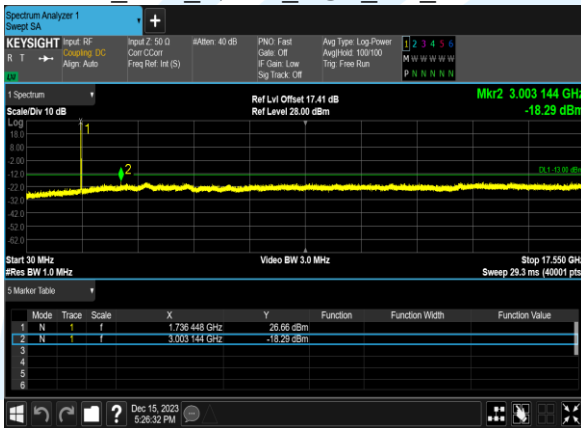 Spectrum Analyzer 1
Swept SA
+
KEYSIGHT Input: RF Input Z: 50 Ω #Atten: 40 dB PNO: Fast Avg Type: Log-Power 1 2 3 4 5 6
R T Coupling: DC Corr CCorr Gate: Off Avg|Hold: 100/100 M W W W W W
Align: Auto Freq Ref: Int (S) IF Gain: Low Trig: Free Run
LV Sig Track: Off P N N N N N
1 Spectrum Ref Lvl Offset 17.41 dB Mkr2 3.003 144 GHz
Scale/Div 10 dB Ref Level 28.00 dBm -18.29 dBm
Log
18.0
8.00
-2.00
-12.0
-22.0
-32.0
-42.0
-52.0
-62.0
1
2
DL1 -13.00 dBm
Start 30 MHz Video BW 3.0 MHz Stop 17.550 GHz
#Res BW 1.0 MHz Sweep 29.3 ms (40001 pts)
5 Marker Table
Mode Trace Scale X Y Function Function Width Function Value
1 N 1 f 1.736 448 GHz 26.66 dBm
2 N 1 f 3.003 144 GHz -18.29 dBm
3
4
5
6
? Dec 15, 2023
5:26:32 PM